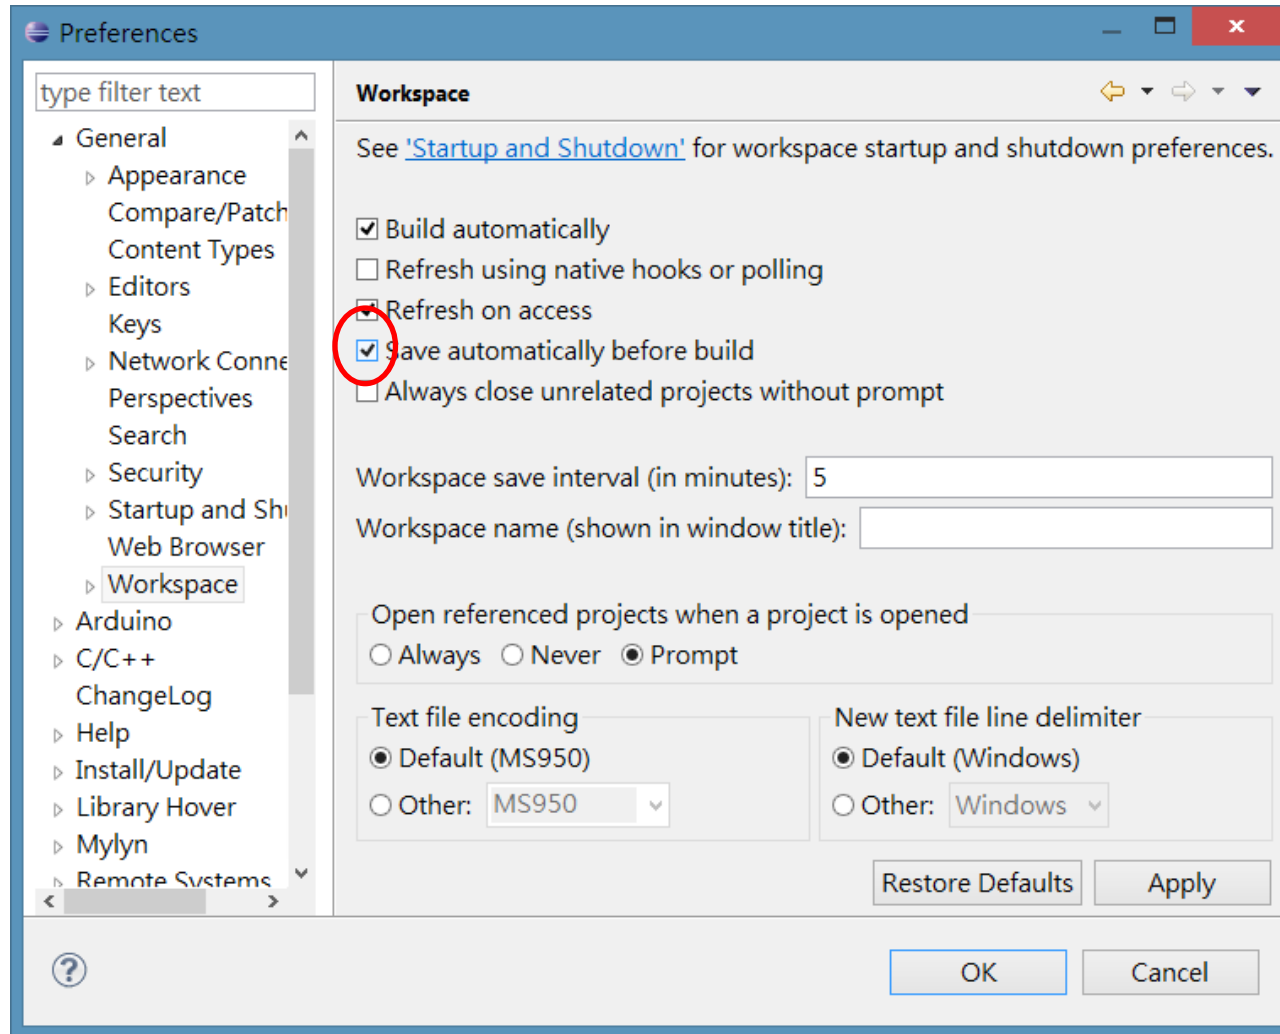 Preferences
type filter text
General
Appearance
Compare/Patch
Content Types
Editors
Keys
Network Conne
Perspectives
Search
Security
Startup and Sh
Web Browser
Workspace
Arduino
C/C++
ChangeLog
Help
Install/Update
Library Hover
Mylyn
Remote Systems
Workspace
See 'Startup and Shutdown' for workspace startup and shutdown preferences.
Build automatically
Refresh using native hooks or polling
Refresh on access
Save automatically before build
Always close unrelated projects without prompt
Workspace save interval (in minutes): 5
Workspace name (shown in window title):
Open referenced projects when a project is opened
Always Never Prompt
Text file encoding
Default (MS950)
Other: MS950
New text file line delimiter
Default (Windows)
Other: Windows
Restore Defaults Apply
? OK Cancel